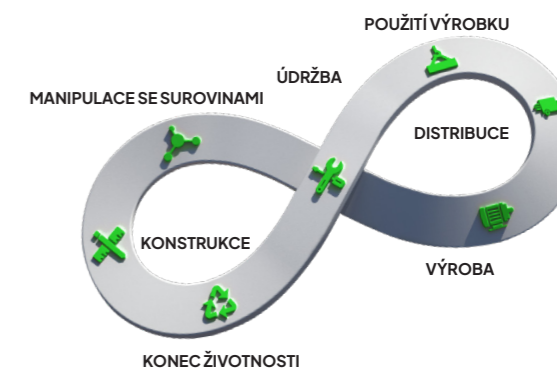 POUŽITÍ VÝROBKU
ÚDRŽBA
MANIPULACE SE SUROVINAMI
DISTRIBUCE
KONSTRUKCE
VÝROBA
KONEC ŽIVOTNOSTI